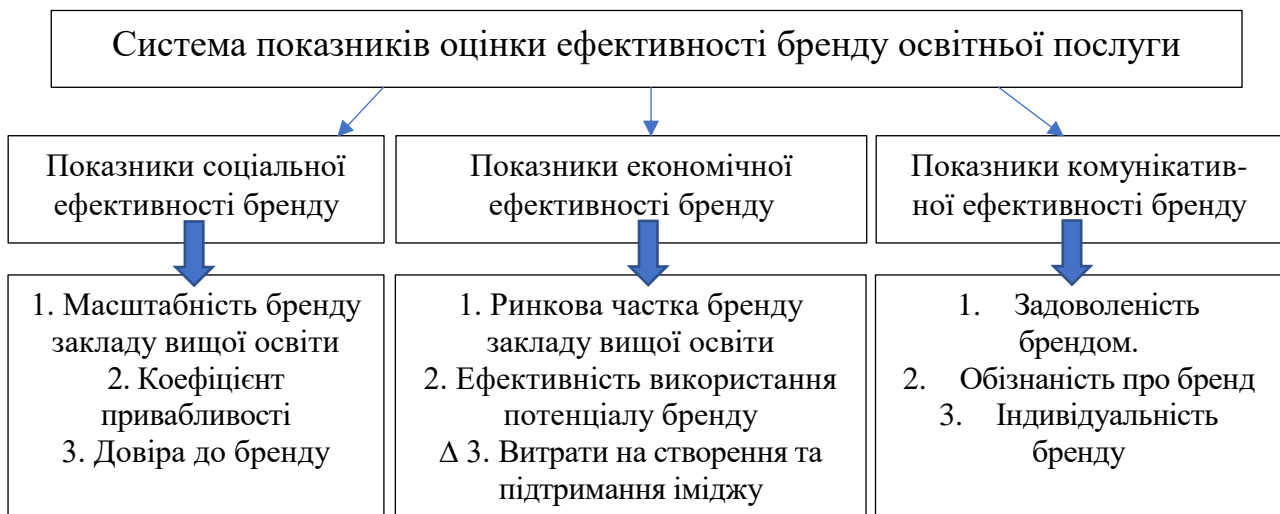 Система показників оцінки ефективності бренду освітньої послуги
Показники соціальної
ефективності бренду
Показники економічної
ефективності бренду
Показники комунікатив-
ної ефективності бренду
1. Масштабність бренду
закладу вищої освіти
2. Коефіцієнт
привабливості
3. Довіра до бренду
1. Ринкова частка бренду
закладу вищої освіти
2. Ефективність використання
потенціалу бренду
Δ 3. Витрати на створення та
підтримання іміджу
1. Задоволеність
брендом.
2. Обізнаність про бренд
3. Індивідуальність
бренду